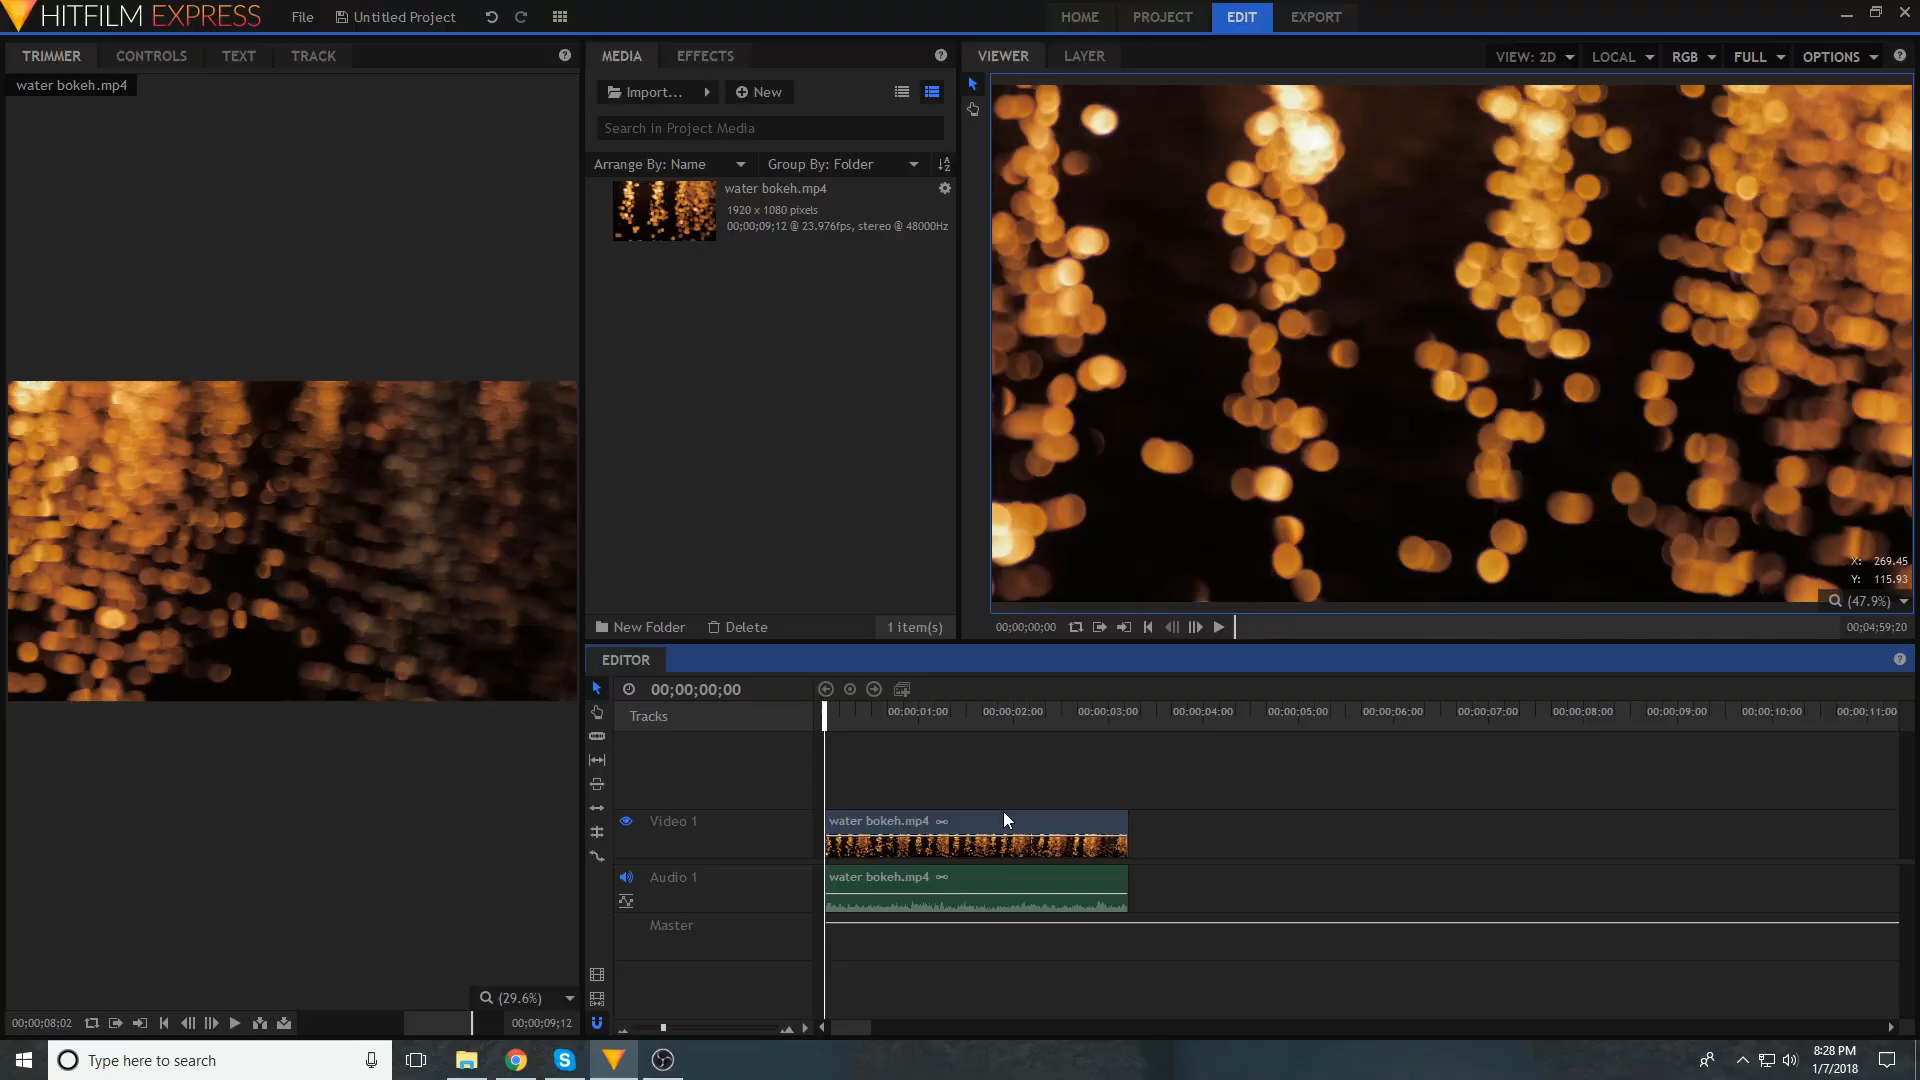 HITFILM EXPRESS
File
Untitled Project
HOME
PROJECT
EDIT
EXPORT
TRIMMER
CONTROLS
TEXT
TRACK
water bokeh.mp4
MEDIA
EFFECTS
Import...
New
Search in Project Media
Arrange By: Name
Group By: Folder
water bokeh.mp4
1920 x 1080 pixels
00;00;09;12 @ 23.976fps, stereo @ 48000Hz
New Folder
Delete
1 item(s)
VIEWER
LAYER
VIEW: 2D
LOCAL
RGB
FULL
OPTIONS
X: 269.45
Y: 115.93
(47.9%)
00;00;00;00
00;04;59;20
EDITOR
00;00;00;00
Tracks
00;00;01;00
00;00;02;00
00;00;03;00
00;00;04;00
00;00;05;00
00;00;06;00
00;00;07;00
00;00;08;00
00;00;09;00
00;00;10;00
00;00;11;00
Video 1
water bokeh.mp4
Audio 1
water bokeh.mp4
Master
(29.6%)
00;00;08;02
00;00;09;12
Type here to search
8:28 PM
1/7/2018